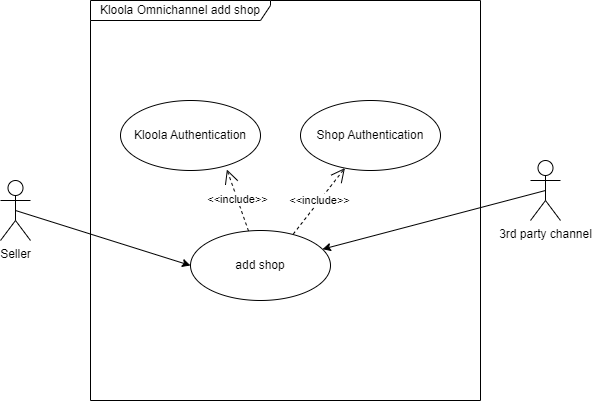 Kloola Omnichannel add shop
Kloola Authentication
Shop Authentication
<<include>>
<<include>>
Seller
3rd party channel
add shop